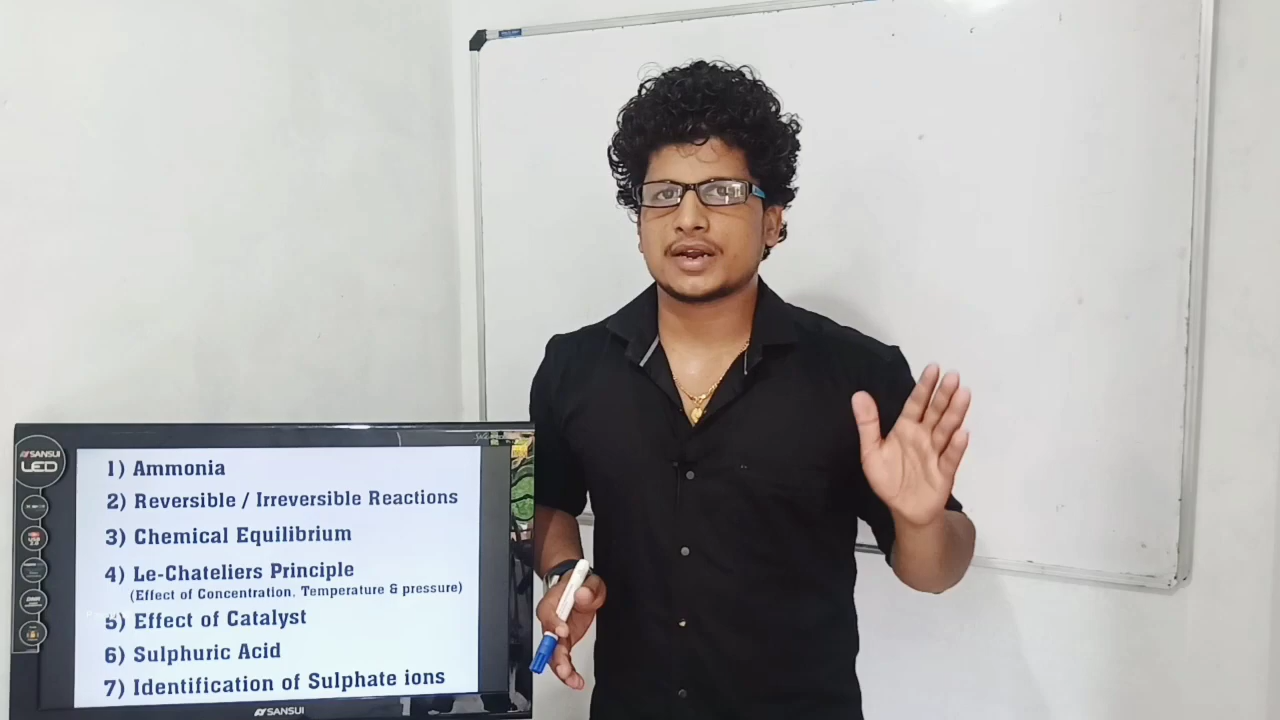 SANSUI
LED
1) Ammonia
2) Reversible / Irreversible Reactions
3) Chemical Equilibrium
4) Le-Chateliers Principle
(Effect of Concentration, Temperature & pressure)
5) Effect of Catalyst
6) Sulphuric Acid
7) Identification of Sulphate ions
SANSUI